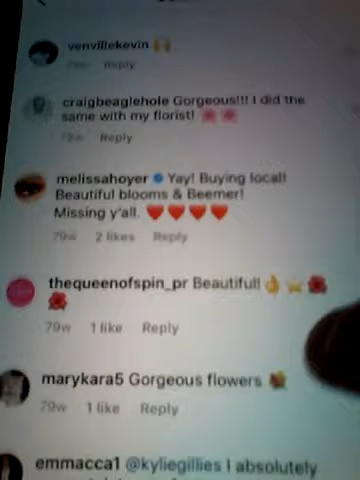 venvillekevin 🙌
Reply
craigbeaglehole Gorgeous!!! I did the
same with my florist! 🌸🌸
79w Reply
melissahoyer Yay! Buying local!
Beautiful blooms & Beemer!
Missing y'all. ❤️❤️❤️❤️
79w 2 likes Reply
thequeenofspin_pr Beautiful! 👌⭐🌺
🌺
79w 1 like Reply
marykara5 Gorgeous flowers 💐
79w 1 like Reply
emmacca1 @kyliegillies I absolutely